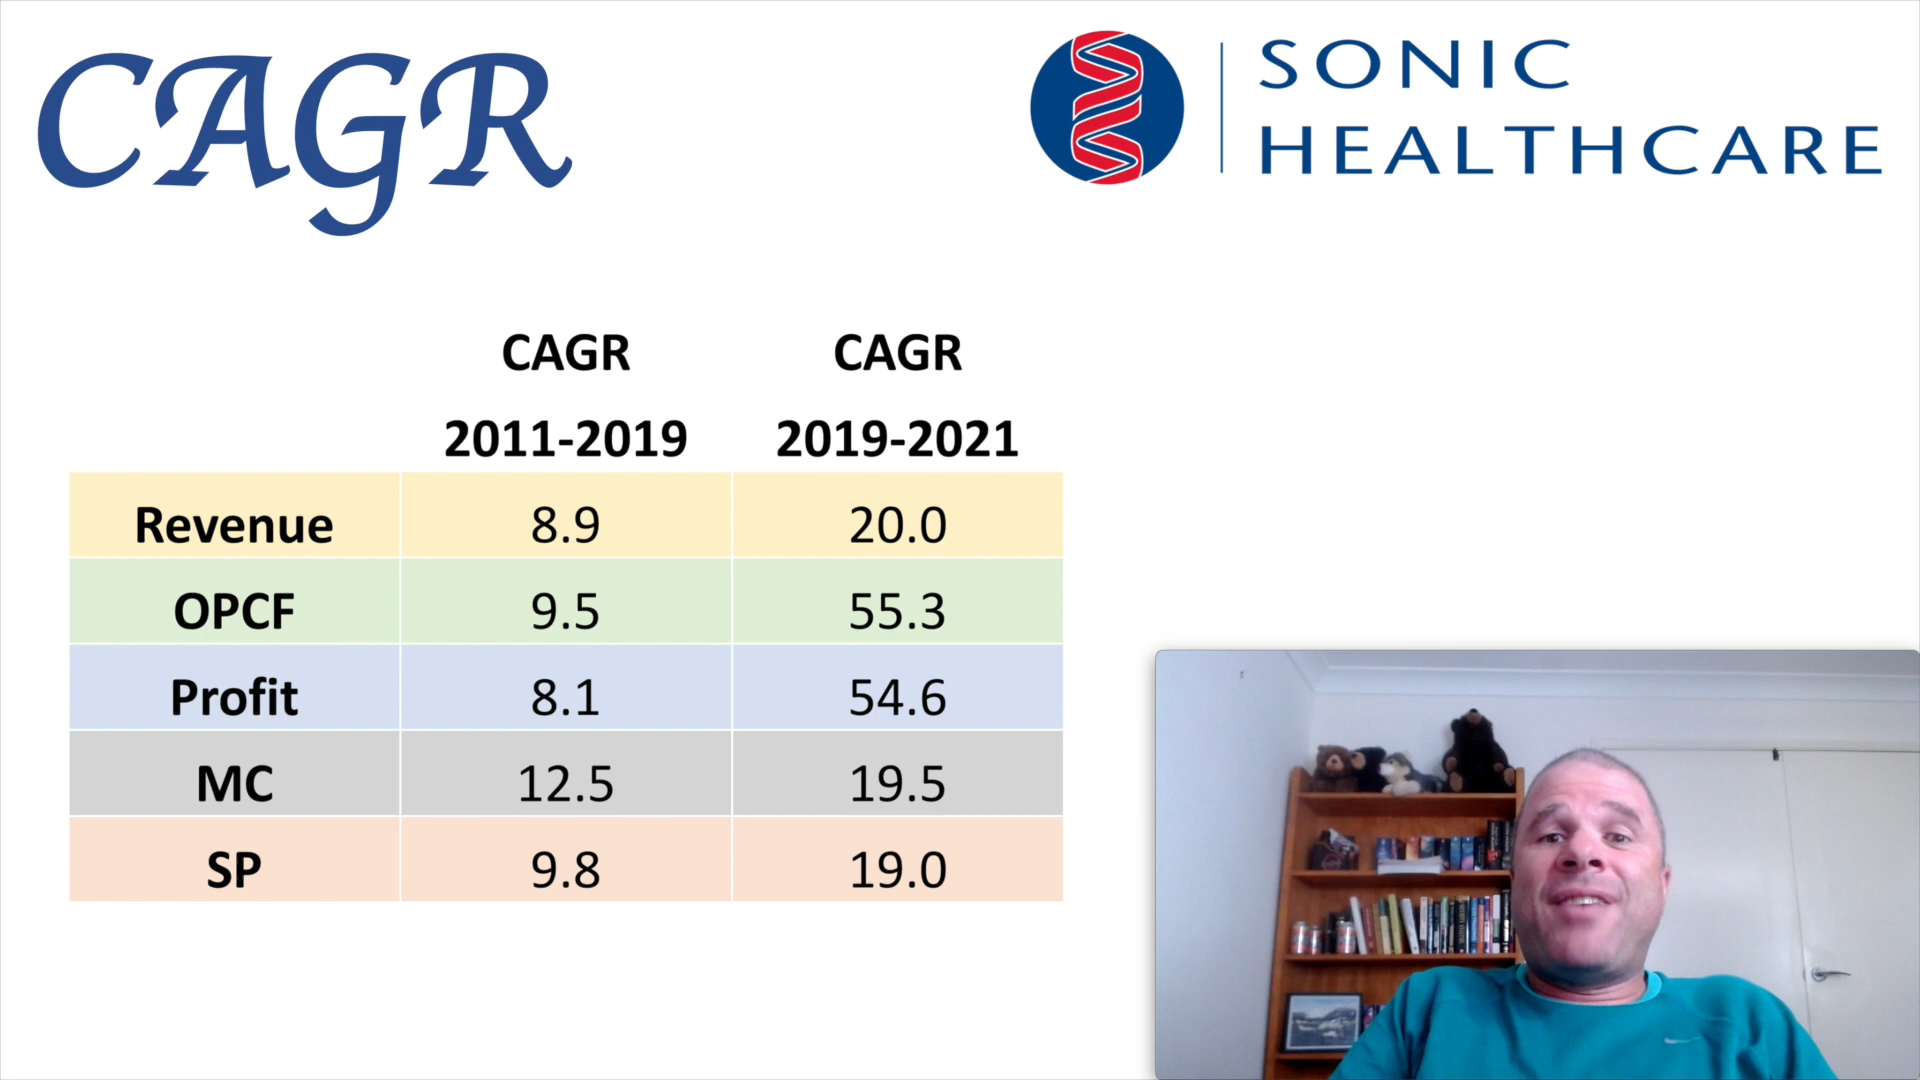 CAGR
SONIC
HEALTHCARE
CAGR CAGR
2011-2019 2019-2021
Revenue 8.9 20.0
OPCF 9.5 55.3
Profit 8.1 54.6
MC 12.5 19.5
SP 9.8 19.0